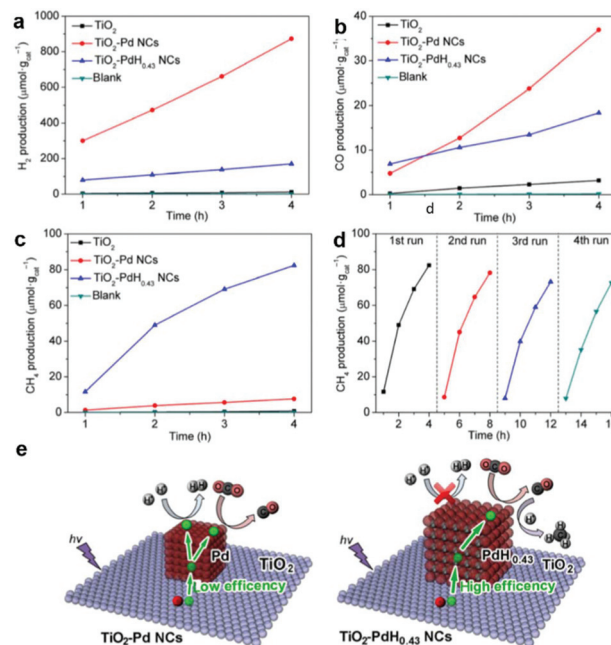 a
H₂ production (μmol·g_cat⁻¹)
1000
800
600
400
200
0
TiO₂
TiO₂-Pd NCs
TiO₂-PdH₀.₄₃ NCs
Blank
1 2 3 4
Time (h)
b
CO production (μmol·g_cat⁻¹)
40
30
20
10
0
TiO₂
TiO₂-Pd NCs
TiO₂-PdH₀.₄₃ NCs
Blank
1 2 3 4
Time (h)
d
c
CH₄ production (μmol·g_cat⁻¹)
100
80
60
40
20
0
TiO₂
TiO₂-Pd NCs
TiO₂-PdH₀.₄₃ NCs
Blank
1 2 3 4
Time (h)
d
CH₄ production (μmol·g_cat⁻¹)
100
80
60
40
20
0
1st run 2nd run 3rd run 4th run
2 4 6 8 10 12 14
Time (h)
e
H H H H
Pd
hv
TiO₂
Low efficency
TiO₂-Pd NCs
H H H H
H
hv
PdH₀.₄₃
TiO₂
High efficency
TiO₂-PdH₀.₄₃ NCs